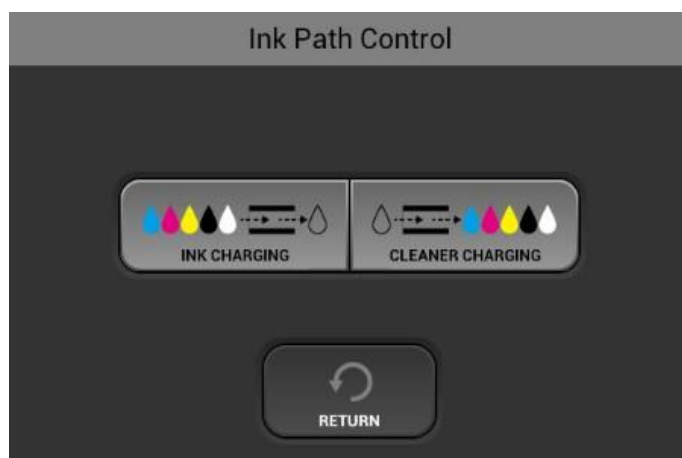 Ink Path Control
INK CHARGING
CLEANER CHARGING
RETURN